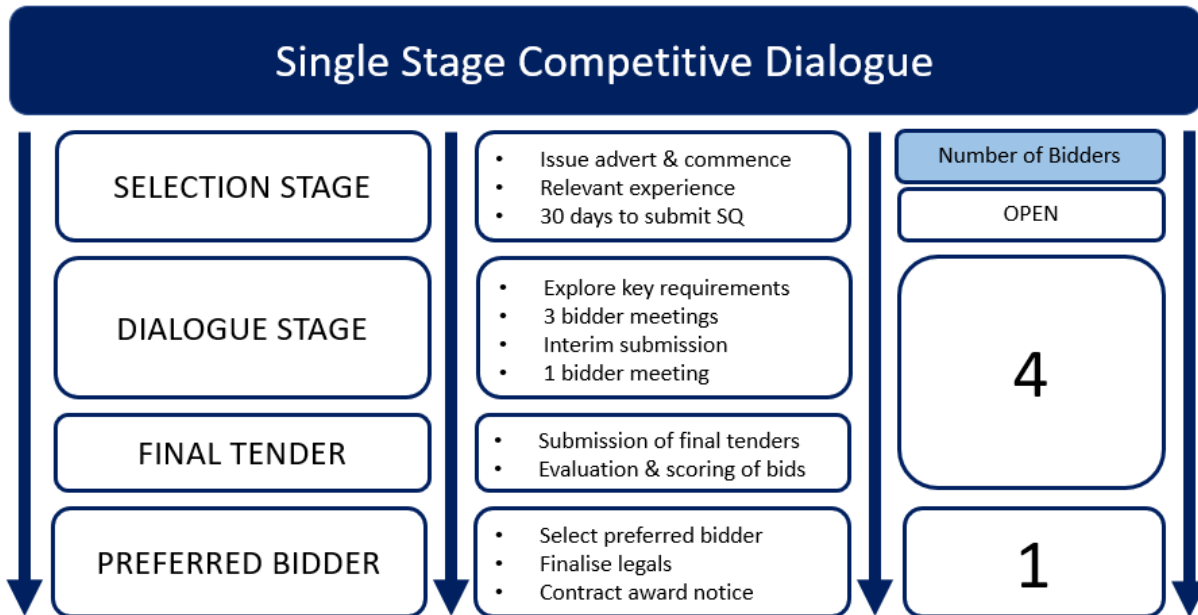 Single Stage Competitive Dialogue
SELECTION STAGE
• Issue advert & commence
• Relevant experience
• 30 days to submit SQ
Number of Bidders
OPEN
DIALOGUE STAGE
• Explore key requirements
• 3 bidder meetings
• Interim submission
• 1 bidder meeting
4
FINAL TENDER
• Submission of final tenders
• Evaluation & scoring of bids
PREFERRED BIDDER
• Select preferred bidder
• Finalise legals
• Contract award notice
1